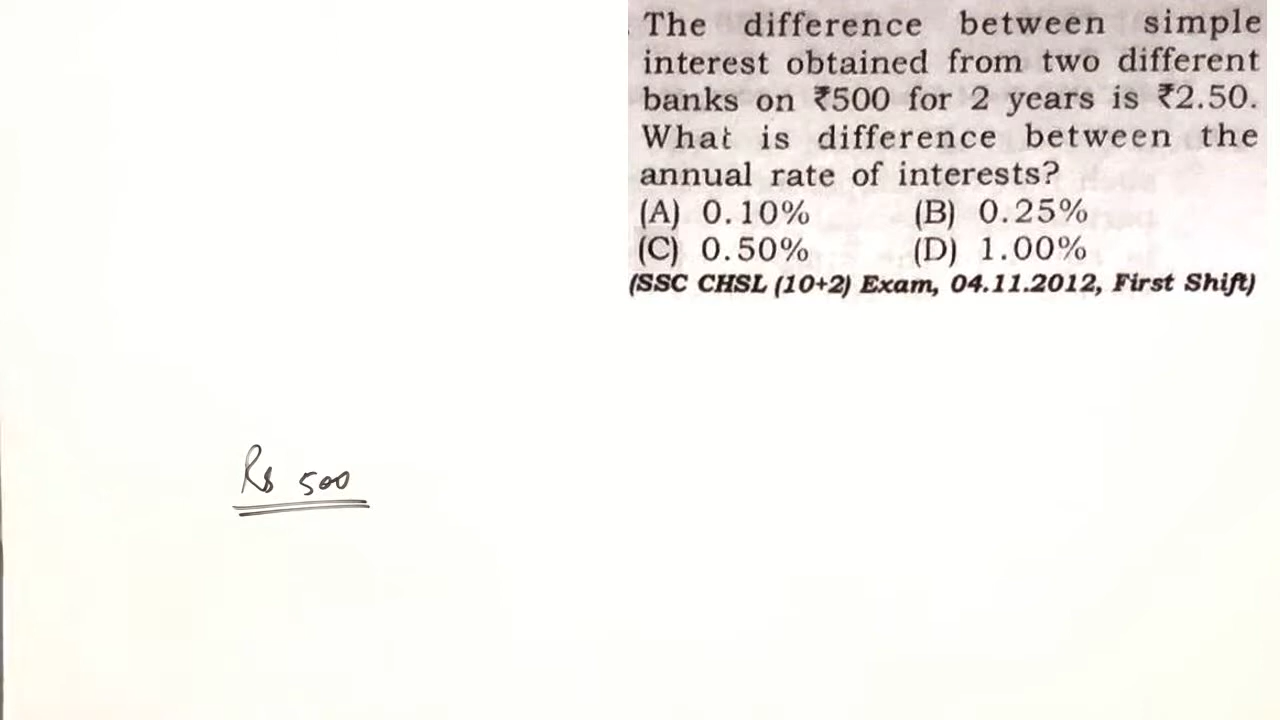 The difference between simple
interest obtained from two different
banks on ₹500 for 2 years is ₹2.50.
What is difference between the
annual rate of interests?
(A) 0.10% (B) 0.25%
(C) 0.50% (D) 1.00%
(SSC CHSL (10+2) Exam, 04.11.2012, First Shift)
Rs 500